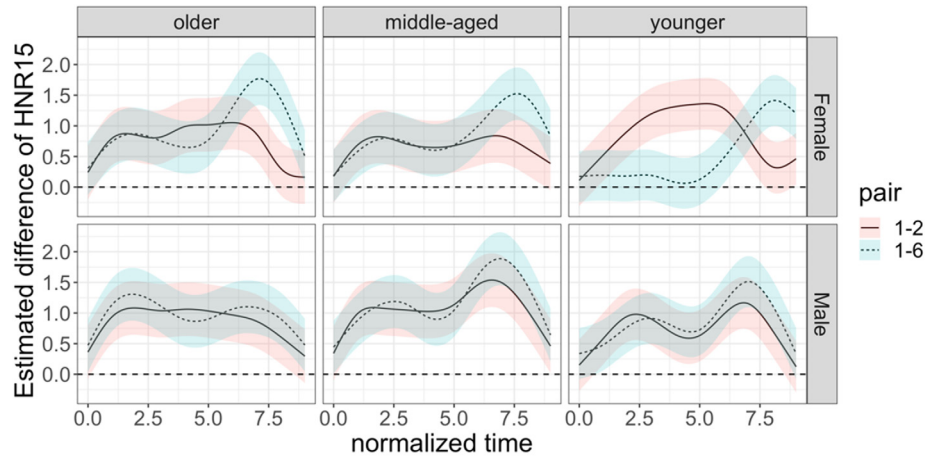 older middle-aged younger
Estimated difference of HNR15
2.0
1.5
1.0
0.5
0.0
Female
2.0
1.5
1.0
0.5
0.0
Male
0.0 2.5 5.0 7.5 0.0 2.5 5.0 7.5 0.0 2.5 5.0 7.5
normalized time
pair
1-2
1-6